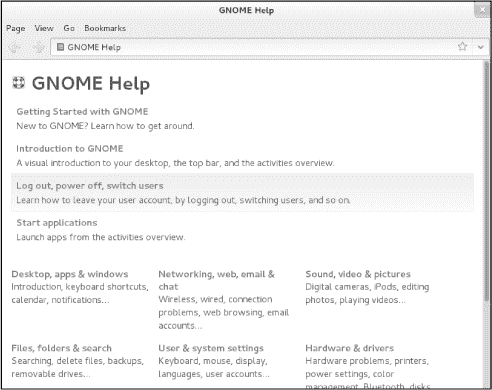 GNOME Help
Page View Go Bookmarks
GNOME Help
GNOME Help
Getting Started with GNOME
New to GNOME? Learn how to get around.
Introduction to GNOME
A visual introduction to your desktop, the top bar, and the activities overview.
Log out, power off, switch users
Learn how to leave your user account, by logging out, switching users, and so on.
Start applications
Launch apps from the activities overview.
Desktop, apps & windows
Introduction, keyboard shortcuts,
calendar, notifications...
Networking, web, email &
chat
Wireless, wired, connection
problems, web browsing, email
accounts...
Sound, video & pictures
Digital cameras, iPods, editing
photos, playing videos...
Files, folders & search
Searching, delete files, backups,
removable drives...
User & system settings
Keyboard, mouse, display,
languages, user accounts...
Hardware & drivers
Hardware problems, printers,
power settings, color
management, Bluetooth, disks